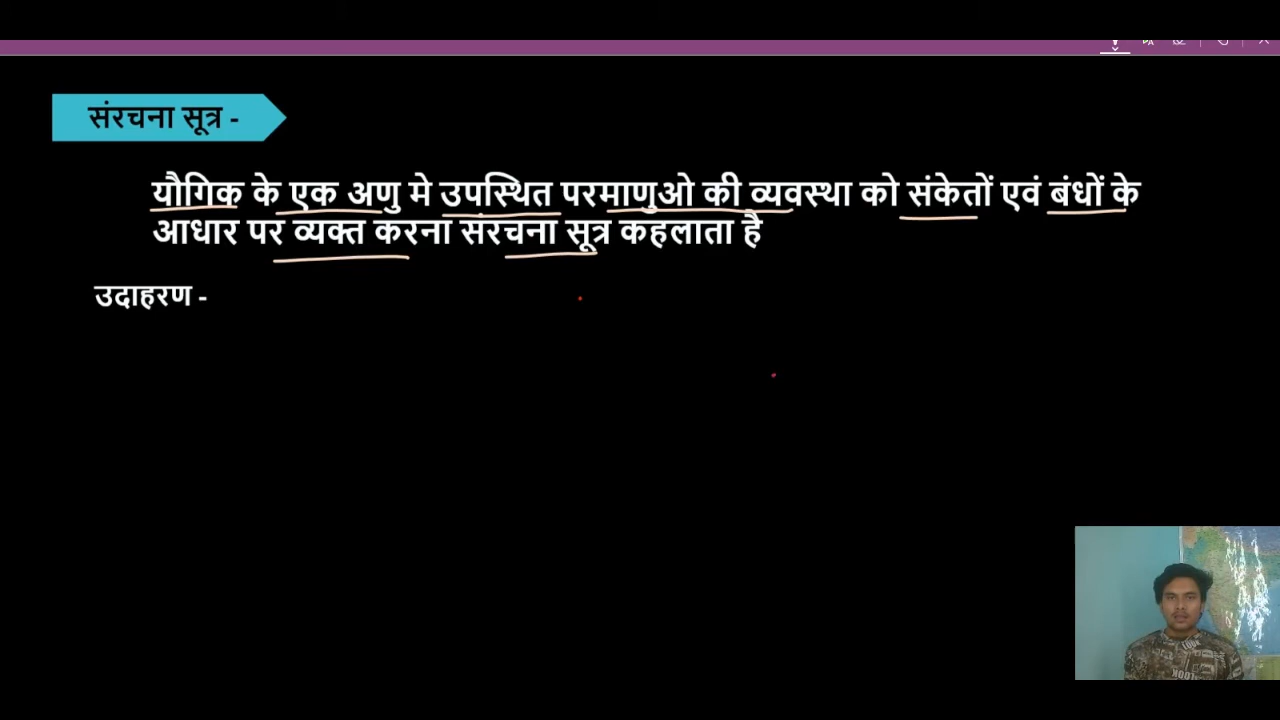 संरचना सूत्र -
यौगिक के एक अणु मे उपस्थित परमाणुओ की व्यवस्था को संकेतों एवं बंधों के
आधार पर व्यक्त करना संरचना सूत्र कहलाता है
उदाहरण -